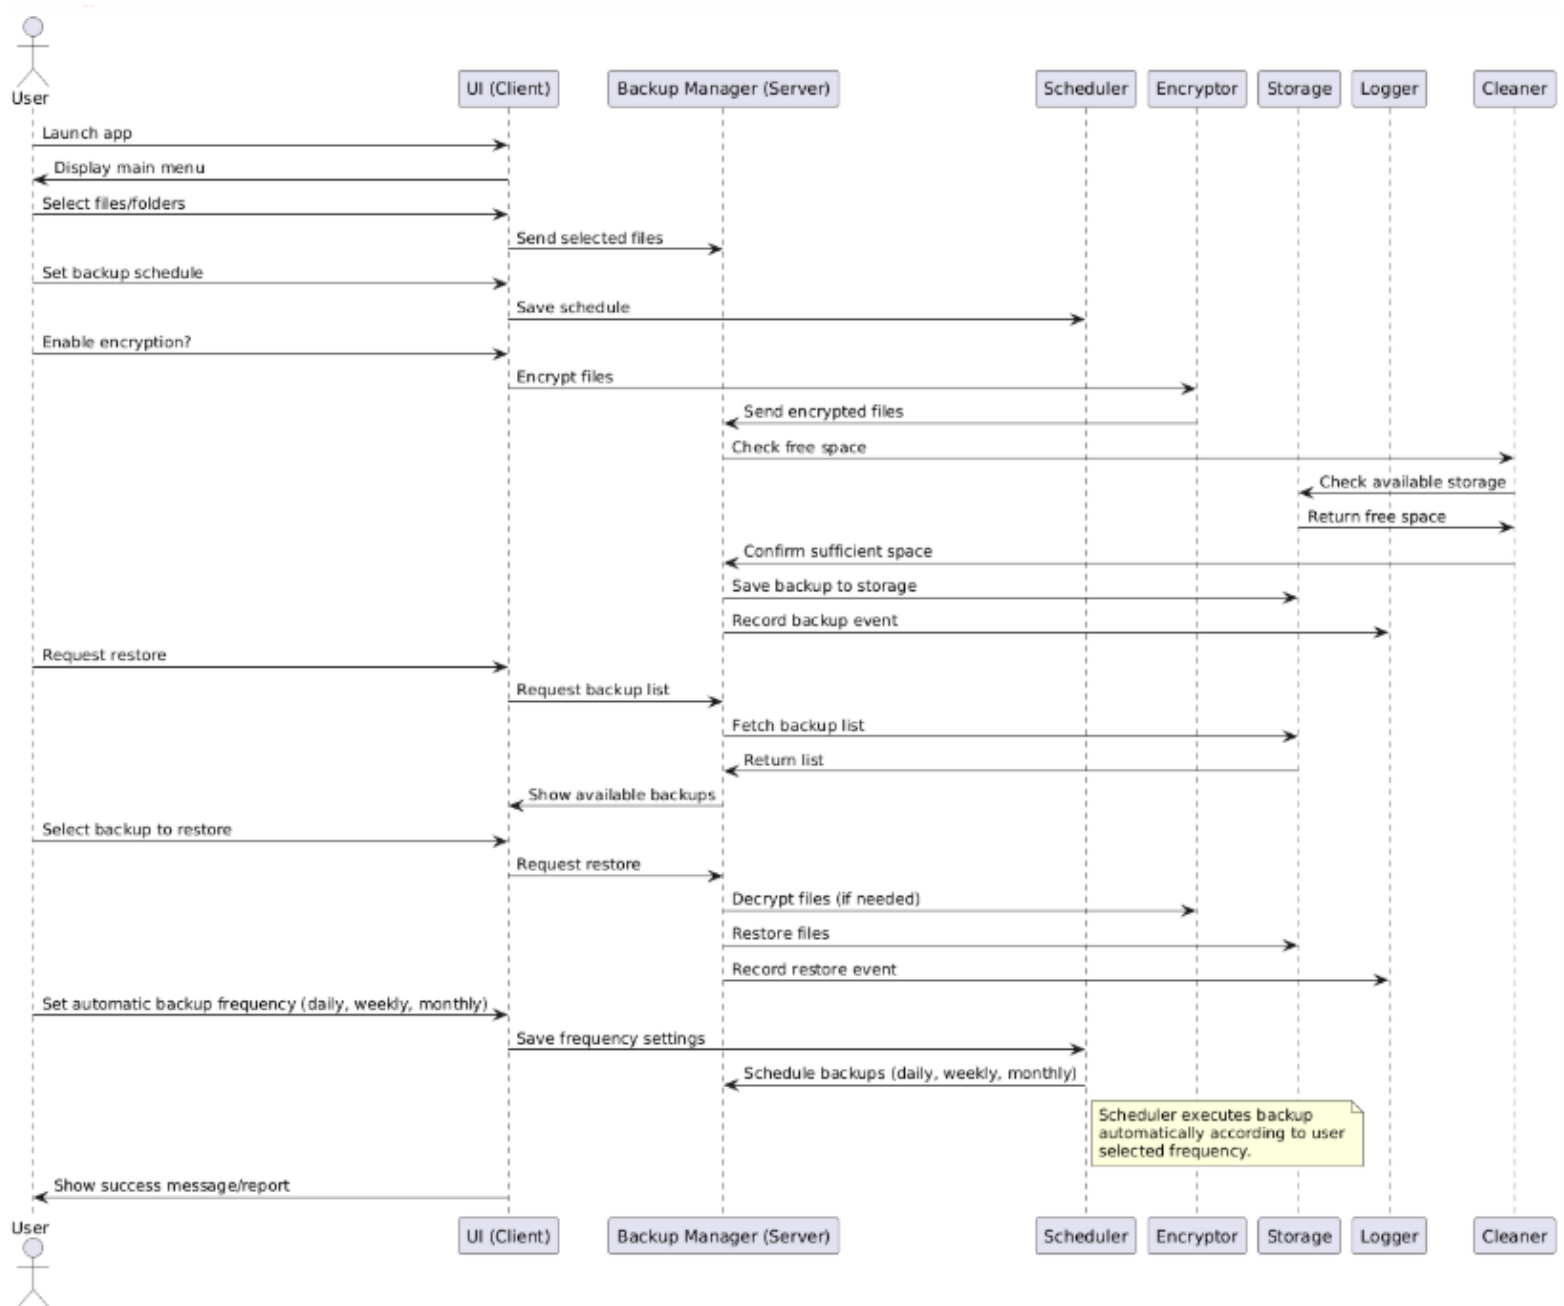 User
UI (Client)
Backup Manager (Server)
Scheduler
Encryptor
Storage
Logger
Cleaner
Launch app
Display main menu
Select files/folders
Send selected files
Set backup schedule
Save schedule
Enable encryption?
Encrypt files
Send encrypted files
Check free space
Check available storage
Return free space
Confirm sufficient space
Save backup to storage
Record backup event
Request restore
Request backup list
Fetch backup list
Return list
Show available backups
Select backup to restore
Request restore
Decrypt files (if needed)
Restore files
Record restore event
Set automatic backup frequency (daily, weekly, monthly)
Save frequency settings
Schedule backups (daily, weekly, monthly)
Scheduler executes backup
automatically according to user
selected frequency.
Show success message/report
User
UI (Client)
Backup Manager (Server)
Scheduler
Encryptor
Storage
Logger
Cleaner